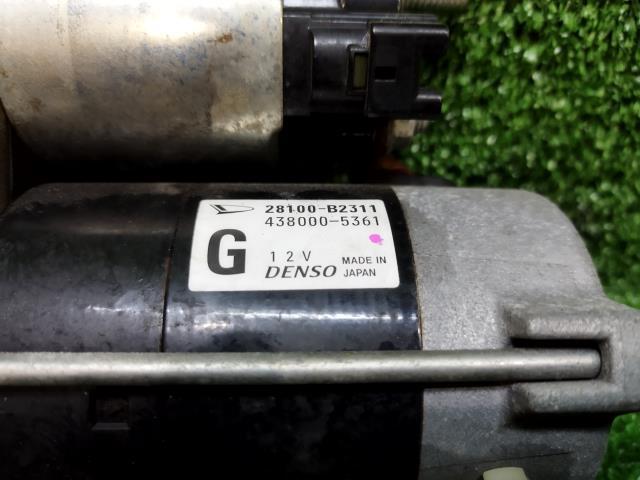 28100-B2311
438000-5361
G
12V
DENSO
MADE IN
JAPAN